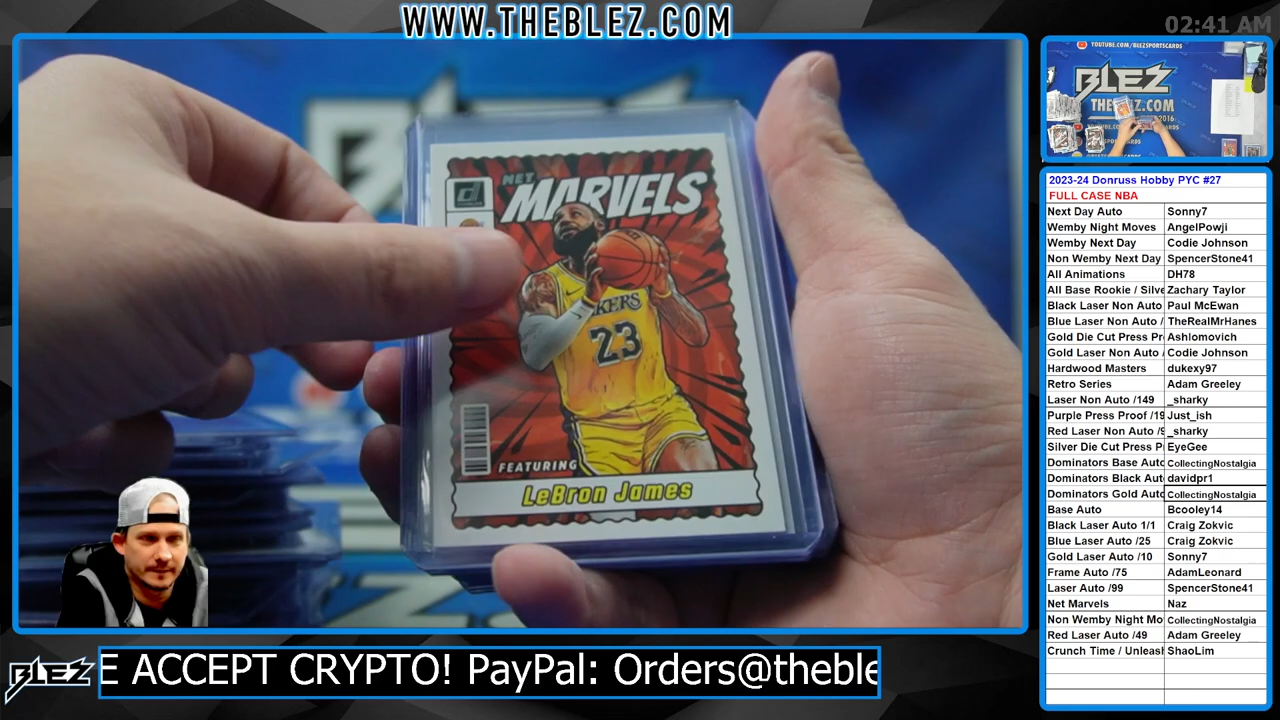 WWW.THEBLEZ.COM
02:41 AM
NET
MARVELS
KERS
23
FEATURING
LeBron James
YOUTUBE.COM/BLEZSPORTSCARDS
BLEZ
2016
2023-24 Donruss Hobby PYC #27
FULL CASE NBA
Next Day Auto Sonny7
Wemby Night Moves AngelPowji
Wemby Next Day Codie Johnson
Non Wemby Next Day SpencerStone41
All Animations DH78
All Base Rookie / Silve Zachary Taylor
Black Laser Non Auto Paul McEwan
Blue Laser Non Auto / TheRealMrHanes
Gold Die Cut Press Pr Ashlomovich
Gold Laser Non Auto / Codie Johnson
Hardwood Masters dukexy97
Retro Series Adam Greeley
Laser Non Auto /149 _sharky
Purple Press Proof /19 Just_ish
Red Laser Non Auto /9 _sharky
Silver Die Cut Press P EyeGee
Dominators Base Auto CollectingNostalgia
Dominators Black Aut davidpr1
Dominators Gold Auto CollectingNostalgia
Base Auto Bcooley14
Black Laser Auto 1/1 Craig Zokvic
Blue Laser Auto /25 Craig Zokvic
Gold Laser Auto /10 Sonny7
Frame Auto /75 AdamLeonard
Laser Auto /99 SpencerStone41
Net Marvels Naz
Non Wemby Night Mo CollectingNostalgia
Red Laser Auto /49 Adam Greeley
Crunch Time / Unleash ShaoLim
BLEZ
E ACCEPT CRYPTO! PayPal: Orders@theble